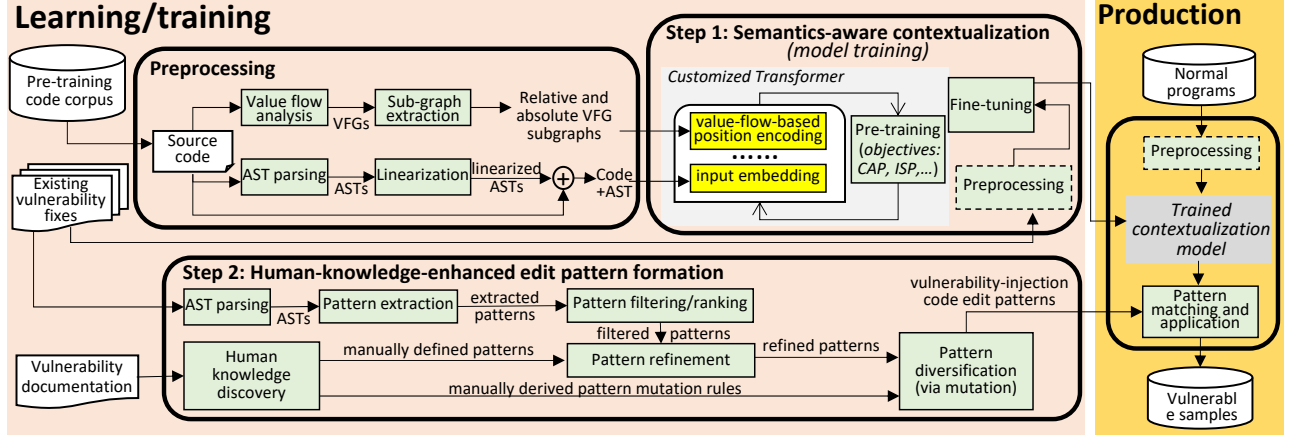 Learning/training
Production
Pre-training
code corpus
Existing
vulnerability
fixes
Vulnerability
documentation
Preprocessing
Source
code
Value flow
analysis
VFGs
Sub-graph
extraction
Relative and
absolute VFG
subgraphs
AST parsing
ASTs
Linearization
linearized
ASTs
Code
+AST
Step 1: Semantics-aware contextualization
(model training)
Customized Transformer
value-flow-based
position encoding
......
input embedding
Pre-training
(objectives:
CAP, ISP,...)
Fine-tuning
Preprocessing
Step 2: Human-knowledge-enhanced edit pattern formation
AST parsing
ASTs
Pattern extraction
extracted
patterns
Pattern filtering/ranking
filtered patterns
Human
knowledge
discovery
manually defined patterns
Pattern refinement
refined patterns
manually derived pattern mutation rules
Pattern
diversification
(via mutation)
vulnerability-injection
code edit patterns
Normal
programs
Preprocessing
Trained
contextualization
model
Pattern
matching and
application
Vulnerabl
e samples